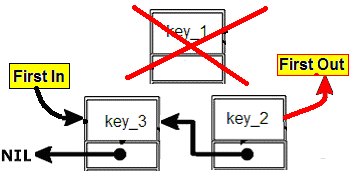 key_1
First In
First Out
key_3
key_2
NIL